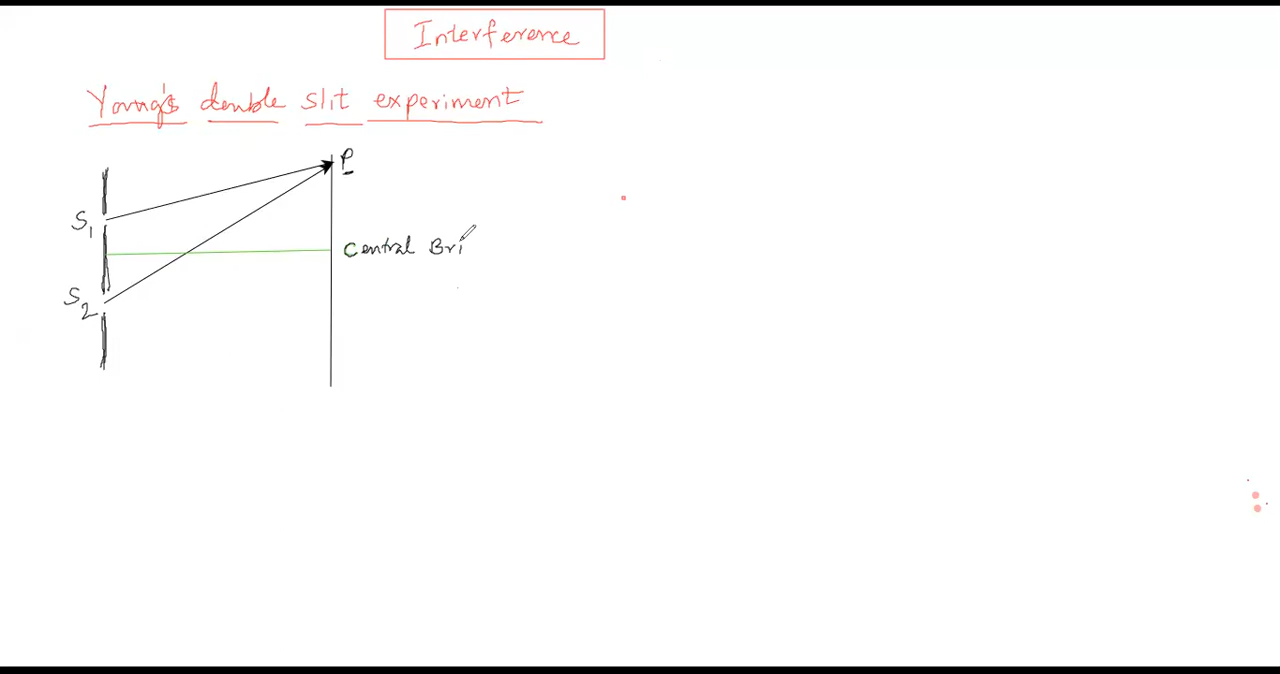 Interference
Young's double slit experiment
P
S1
Central Bri
S2